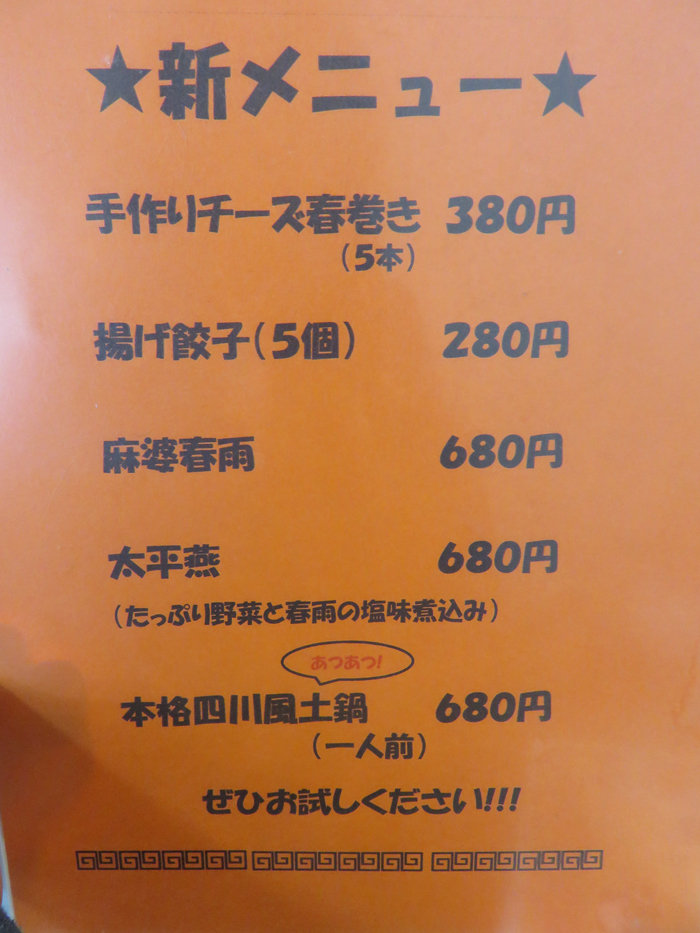 ★新メニュー★
手作りチーズ春巻き 380円
(5本)
揚げ餃子(5個) 280円
麻婆春雨 680円
太平燕 680円
(たっぷり野菜と春雨の塩味煮込み)
あつあつ!
本格四川風土鍋 680円
(一人前)
ぜひお試しください!!!